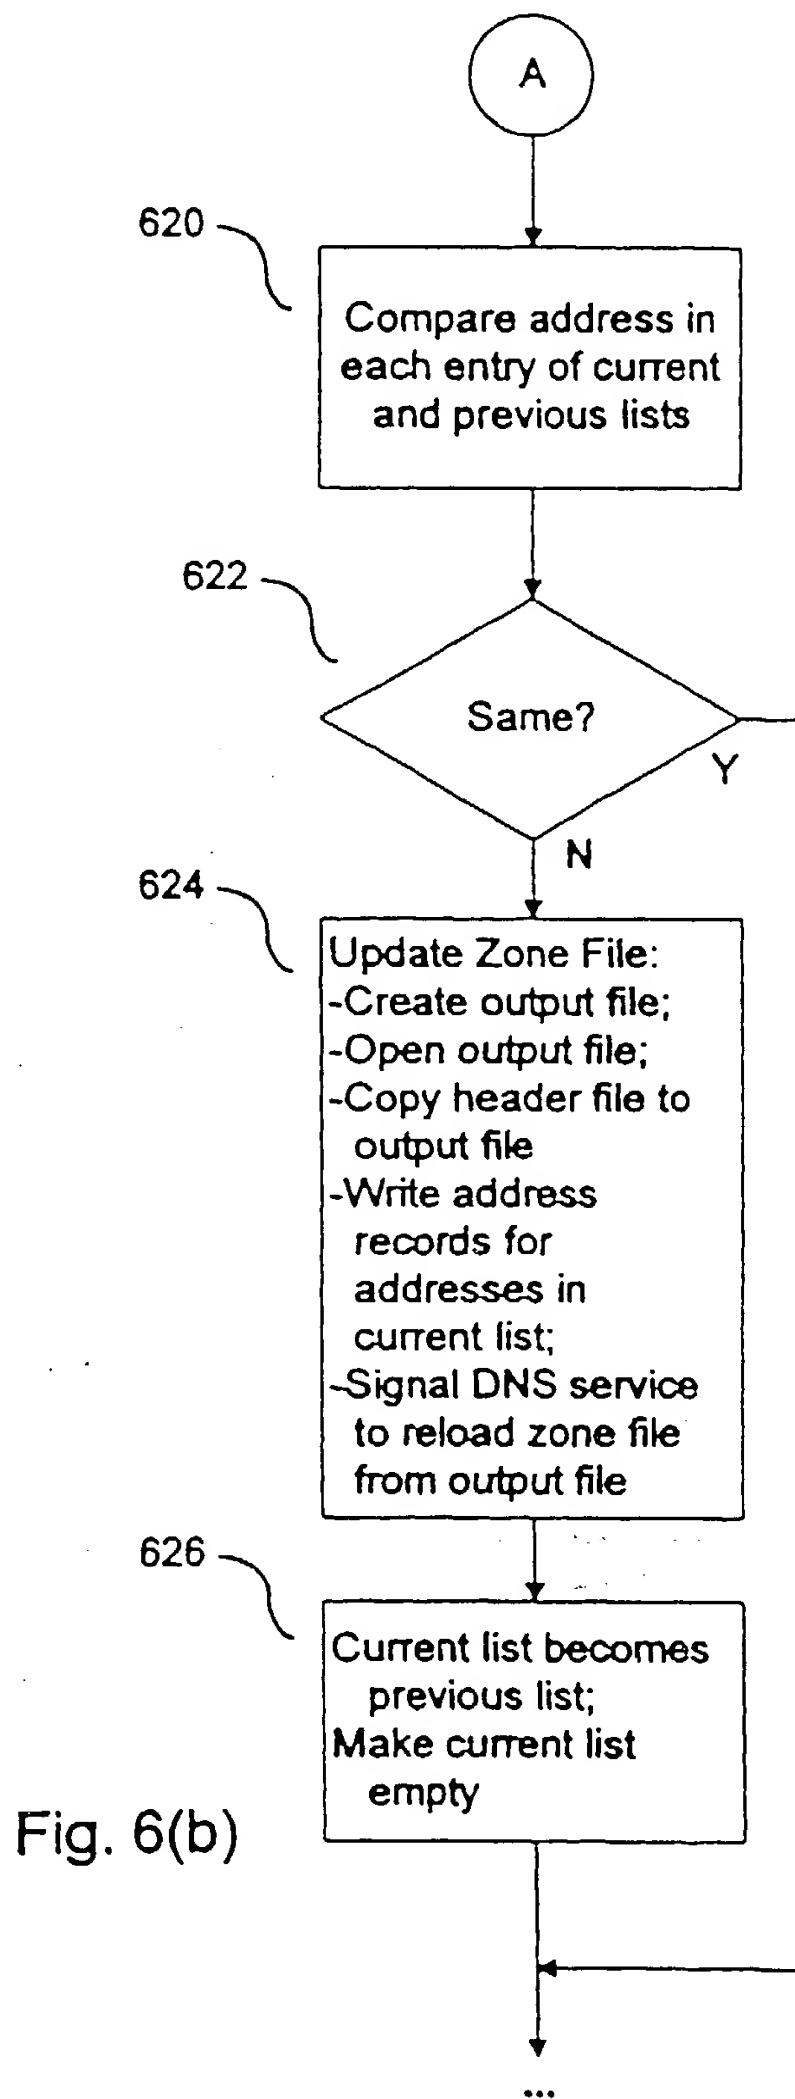 A
620
Compare address in
each entry of current
and previous lists
622
Same?
Y
N
624
Update Zone File:
-Create output file;
-Open output file;
-Copy header file to
output file
-Write address
records for
addresses in
current list;
-Signal DNS service
to reload zone file
from output file
626
Current list becomes
previous list;
Make current list
empty
Fig. 6(b)
...